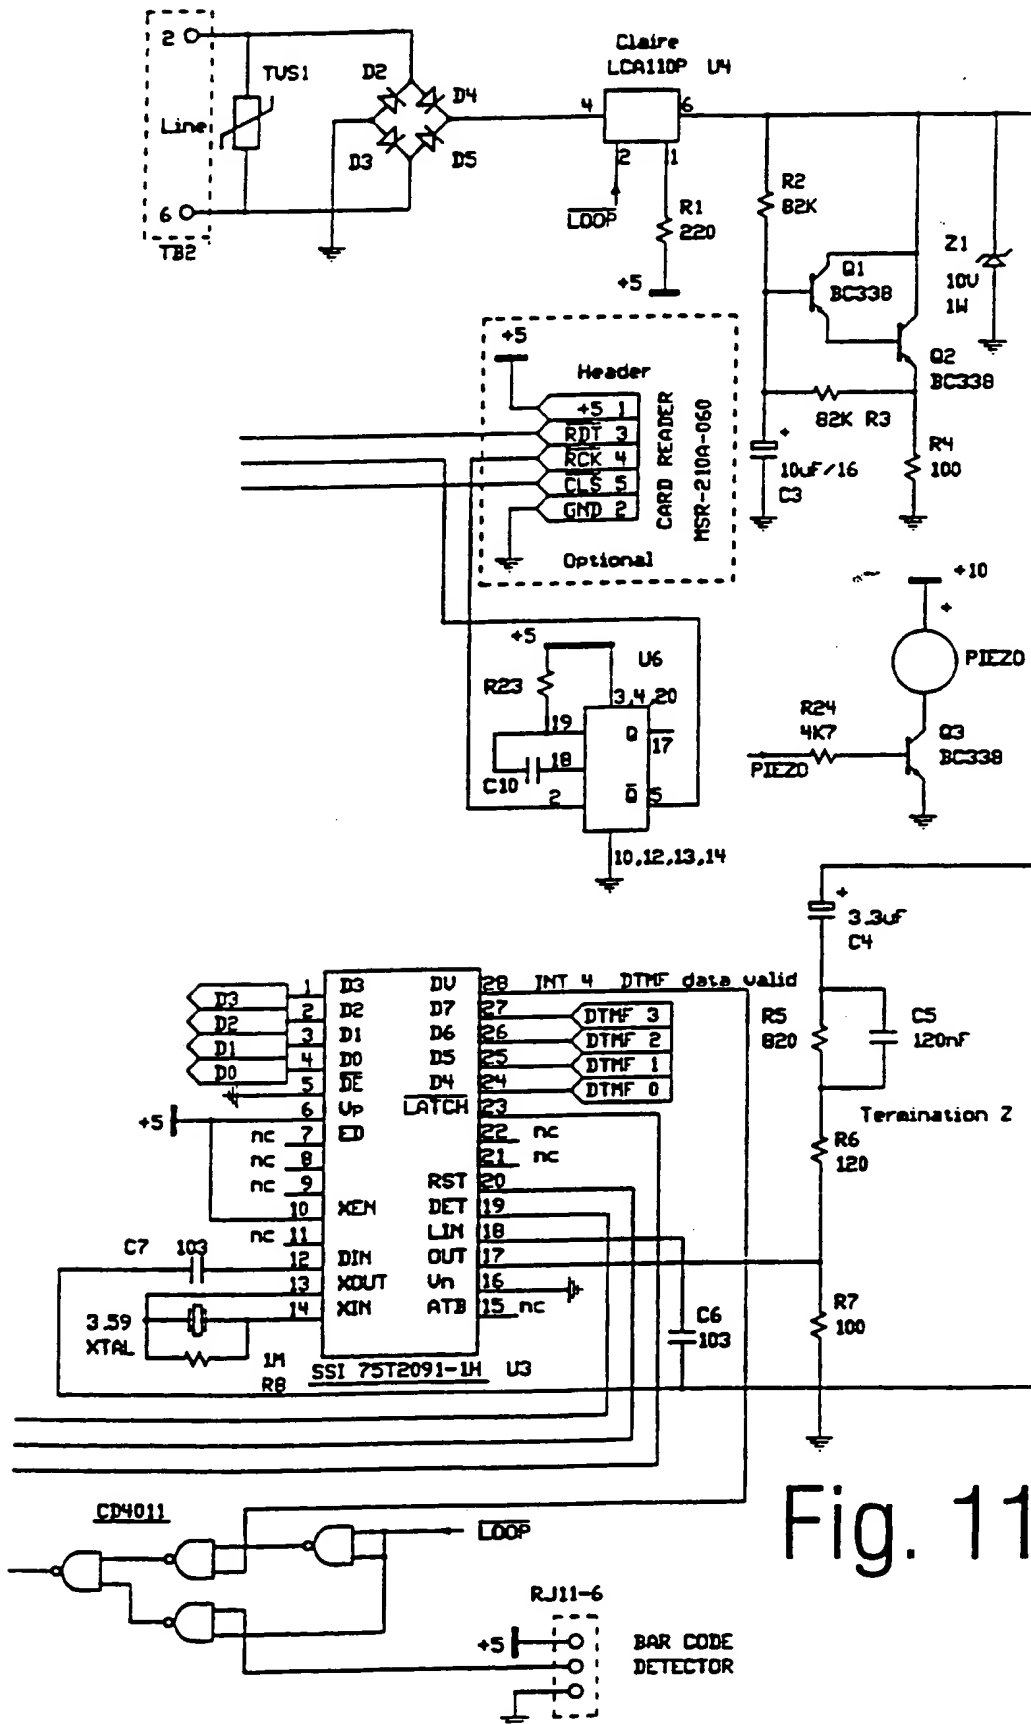 2
Line
6
TB2
TVS1
D2
D4
D3
D5
Claire
LCA110P U4
4
6
2
1
LOOP
R1
220
+5
R2
82K
Q1
BC338
Z1
10V
1W
Q2
BC338
82K R3
+
10uF/16
C3
R4
100
+5
Header
+5 1
RDT 3
RCK 4
CLS 5
GND 2
CARD READER
MSR-210A-060
Optional
+10
+
PIEZO
R24
4K7
PIEZO
Q3
BC338
+5
U6
R23
3,4,20
19
Q
17
C10
18
2
Q
5
10,12,13,14
+
3.3uF
C4
R5
820
C5
120nF
Termination Z
R6
120
R7
100
D3
D2
D1
D0
1 D3 DV 28 INT 4 DTMF data valid
2 D2 D7 27 DTMF 3
3 D1 D6 26 DTMF 2
4 D0 D5 25 DTMF 1
5 DE D4 24 DTMF 0
+5 6 Vp LATCH 23
nc 7 ED 22 nc
nc 8 21 nc
nc 9 RST 20
10 XEN DET 19
nc 11 LIN 18
C7 103 12 DIN OUT 17
13 XOUT Vn 16
14 XIN ATB 15 nc
3.59
XTAL
1M
R8
SSI 75T2091-1H U3
C6
103
CD4011
LOOP
Fig. 11
RJ11-6
+5
BAR CODE
DETECTOR